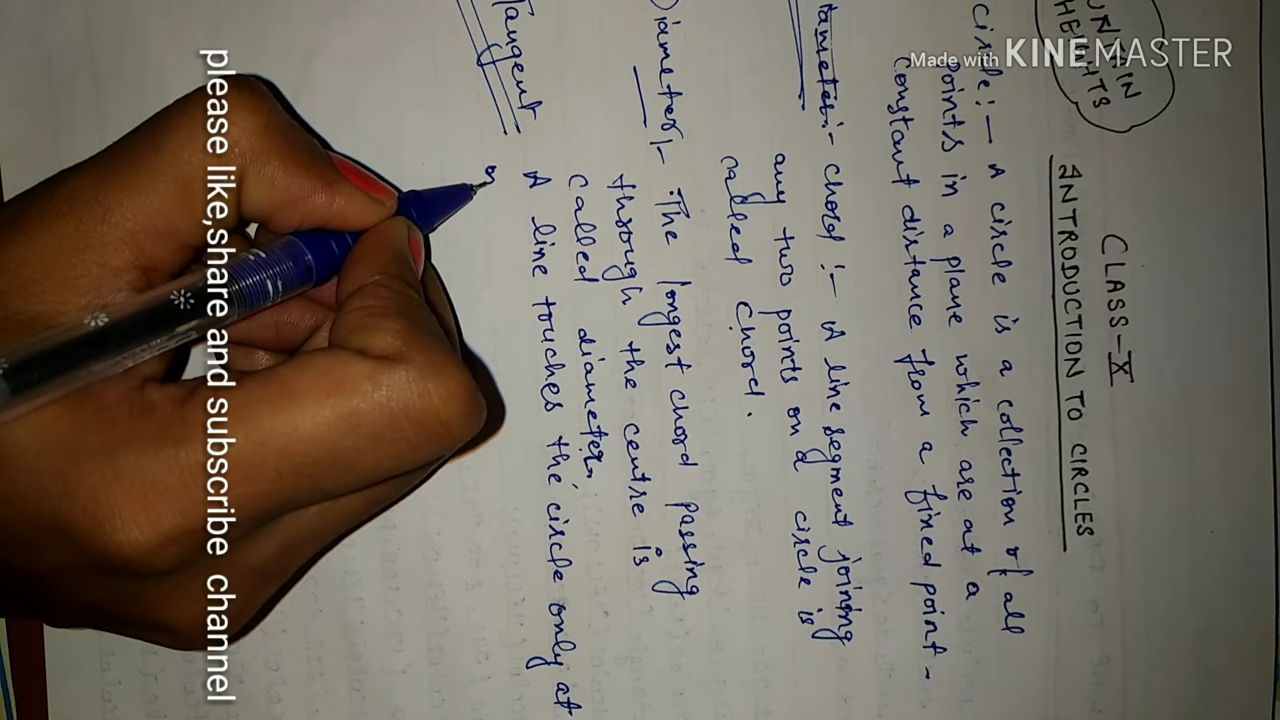 Made with KINEMASTER
CLASS-X
INTRODUCTION TO CIRCLES
circle:- A circle is a collection of all
Points in a plane which are at a
constant distance from a fixed point-
chord :- A line segment joining
any two points on a circle is
called chord.
Diameter:- The longest chord passing
through the centre is
called diameter.
Tangent A line touches the circle only at
please like,share and subscribe channel